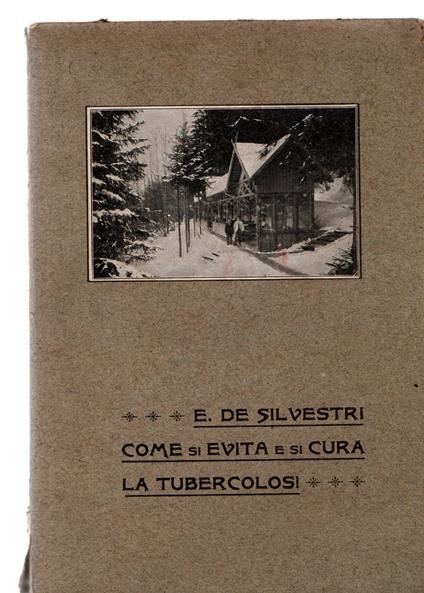 E. DE SILVESTRI
COME SI EVITA E SI CURA
LA TUBERCOLOSI